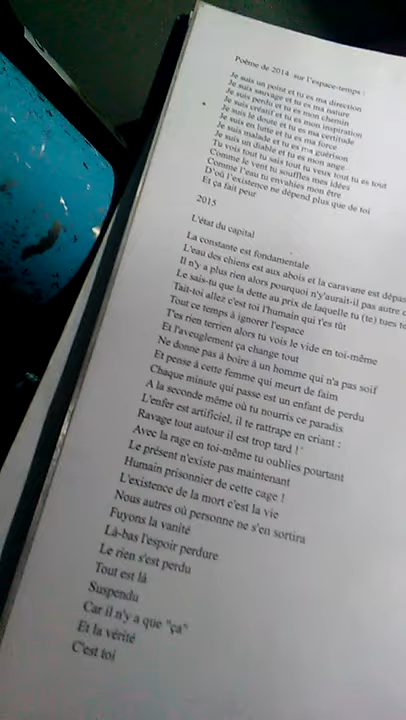 Poème de 2014 sur l'espace-temps :
Je suis un point et tu es ma direction
Je suis sauvage et tu es ma nature
Je suis perdu et tu es mon chemin
Je suis créatif et tu es mon inspiration
Je suis le doute et tu es ma certitude
Je suis en lutte et tu es ma force
Je suis malade et tu es ma guérison
Je suis un diable et tu es mon ange
Tu vois tout tu sais tout tu veux tout tu es tout
Comme le vent tu souffles mes idées
Comme l'eau tu envahies mon être
D'où l'existence ne dépend plus que de toi
Et ça fait peur
2015
L'état du capital
La constante est fondamentale
L'eau des chiens est aux abois et la caravane est dépas
Il n'y a plus rien alors pourquoi n'y aurait-il pas autre
Le sais-tu que la dette au prix de laquelle tu (te) tues te
Tait-toi allez c'est toi l'humain qui t'es tût
Tout ce temps à ignorer l'espace
T'es rien terrien alors tu vois le vide en toi-même
Et l'aveuglement ça change tout
Ne donne pas à boire à un homme qui n'a pas soif
Et pense à cette femme qui meurt de faim
Chaque minute qui passe est un enfant de perdu
A la seconde même où tu nourris ce paradis
L'enfer est artificiel, il te rattrape en criant :
Ravage tout autour il est trop tard !
Avec la rage en toi-même tu oublies pourtant
Le présent n'existe pas maintenant
Humain prisonnier de cette cage !
L'existence de la mort c'est la vie
Nous autres où personne ne s'en sortira
Fuyons la vanité
Là-bas l'espoir perdure
Le rien s'est perdu
Tout est là
Suspendu
Car il n'y a que "ça"
Et la vérité
C'est toi